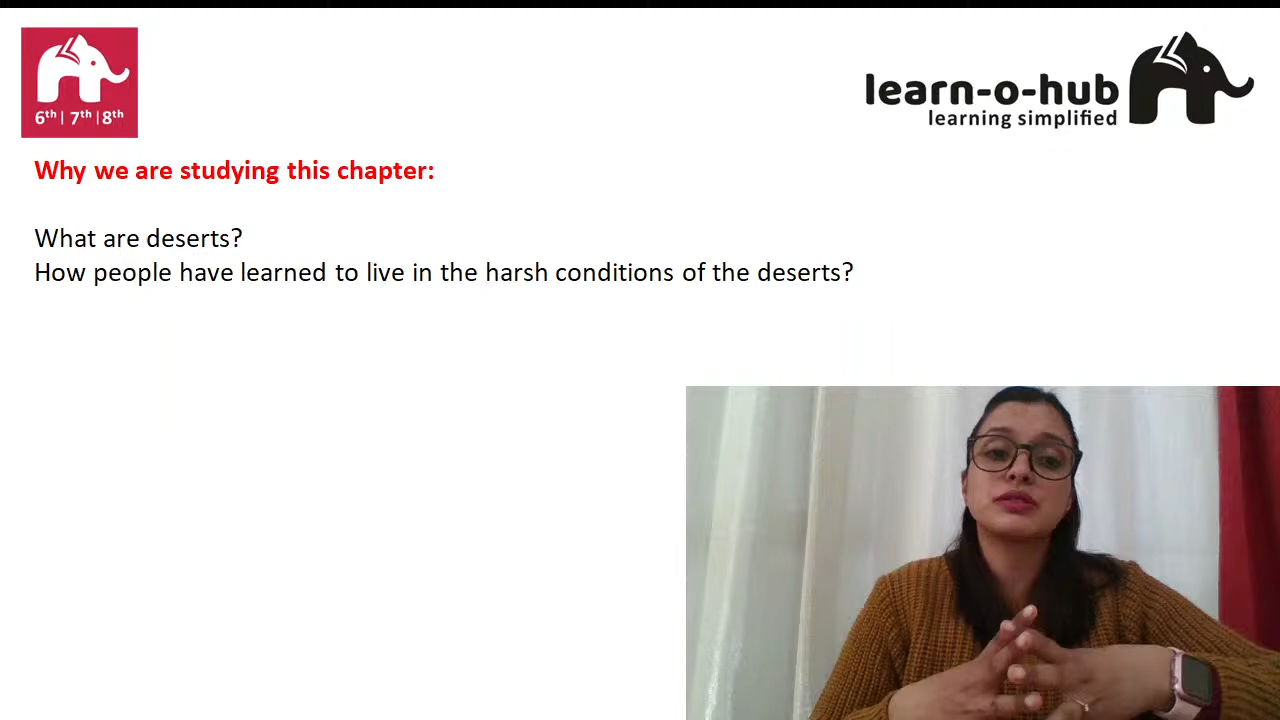 6th | 7th | 8th
learn-o-hub
learning simplified
Why we are studying this chapter:
What are deserts?
How people have learned to live in the harsh conditions of the deserts?